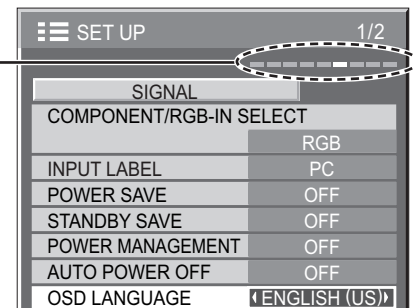 SET UP 1/2
SIGNAL
COMPONENT/RGB-IN SELECT
RGB
INPUT LABEL PC
POWER SAVE OFF
STANDBY SAVE OFF
POWER MANAGEMENT OFF
AUTO POWER OFF OFF
OSD LANGUAGE ENGLISH (US)